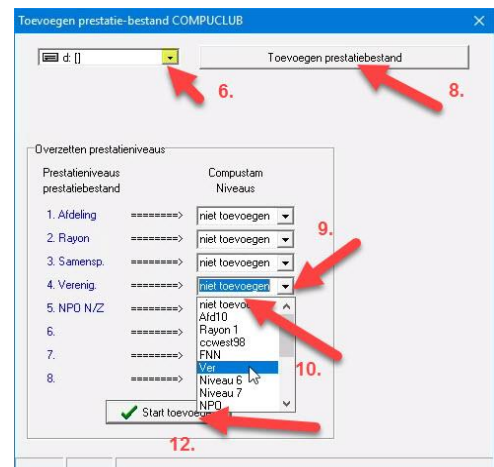 Toevoegen prestatie-bestand COMPUCLUB
d: []
Toevoegen prestatiebestand
6.
8.
Overzetten prestatieniveaus
Prestatieniveaus Compustam
prestatiebestand Niveaus
1. Afdeling ========> niet toevoegen
2. Rayon ========> niet toevoegen
9.
3. Samensp. ========> niet toevoegen
4. Verenig. ========> niet toevoegen
5. NPO N/Z ========>
6. ========>
7. ========>
8. ========>
Afd10
Rayon 1
ccwest98
FNN
Ver
10.
Niveau 6
Niveau 7
NPO
Start
12.